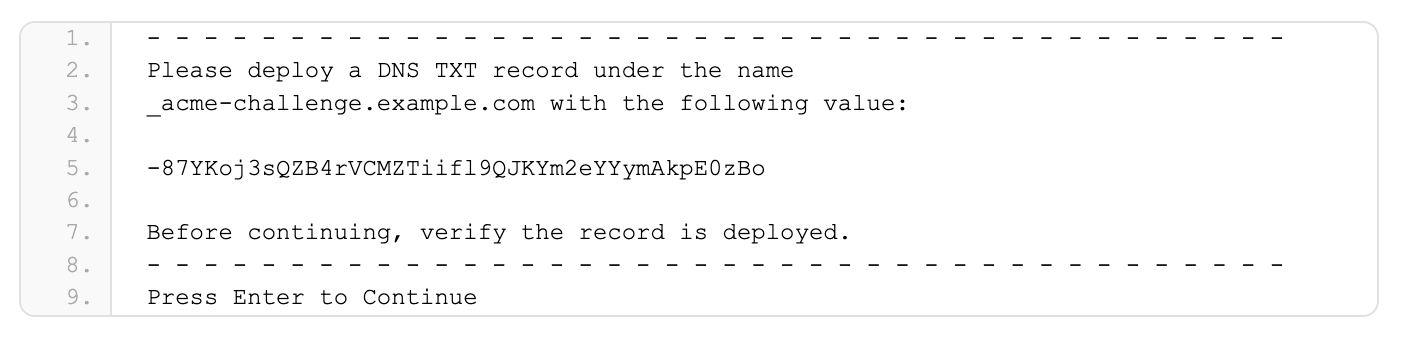 1. - - - - - - - - - - - - - - - - - - - - - - - - - - - - - - - - - - - - - - - -
2. Please deploy a DNS TXT record under the name
3. _acme-challenge.example.com with the following value:
4.
5. -87YKoj3sQZB4rVCMZTiifl9QJKYm2eYYymAkpE0zBo
6.
7. Before continuing, verify the record is deployed.
8. - - - - - - - - - - - - - - - - - - - - - - - - - - - - - - - - - - - - - - - -
9. Press Enter to Continue